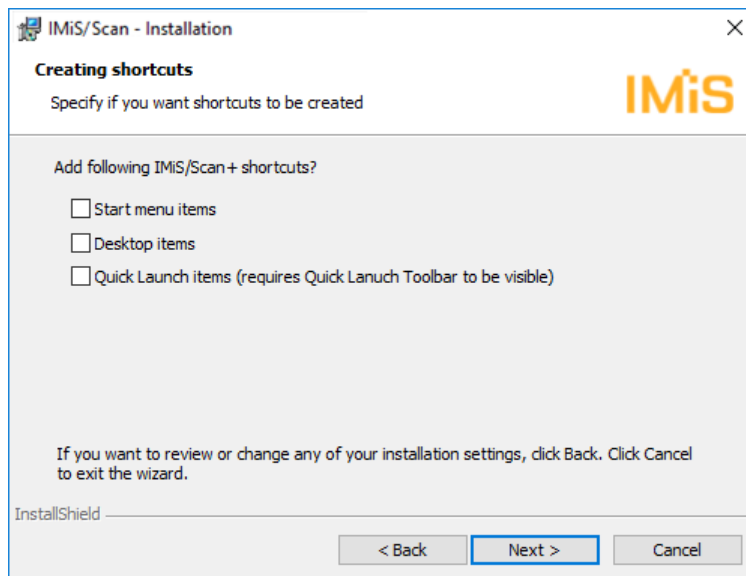 IMiS/Scan - Installation
Creating shortcuts
Specify if you want shortcuts to be created
IMiS
Add following IMiS/Scan+ shortcuts?
Start menu items
Desktop items
Quick Launch items (requires Quick Lanuch Toolbar to be visible)
If you want to review or change any of your installation settings, click Back. Click Cancel
to exit the wizard.
InstallShield
< Back
Next >
Cancel